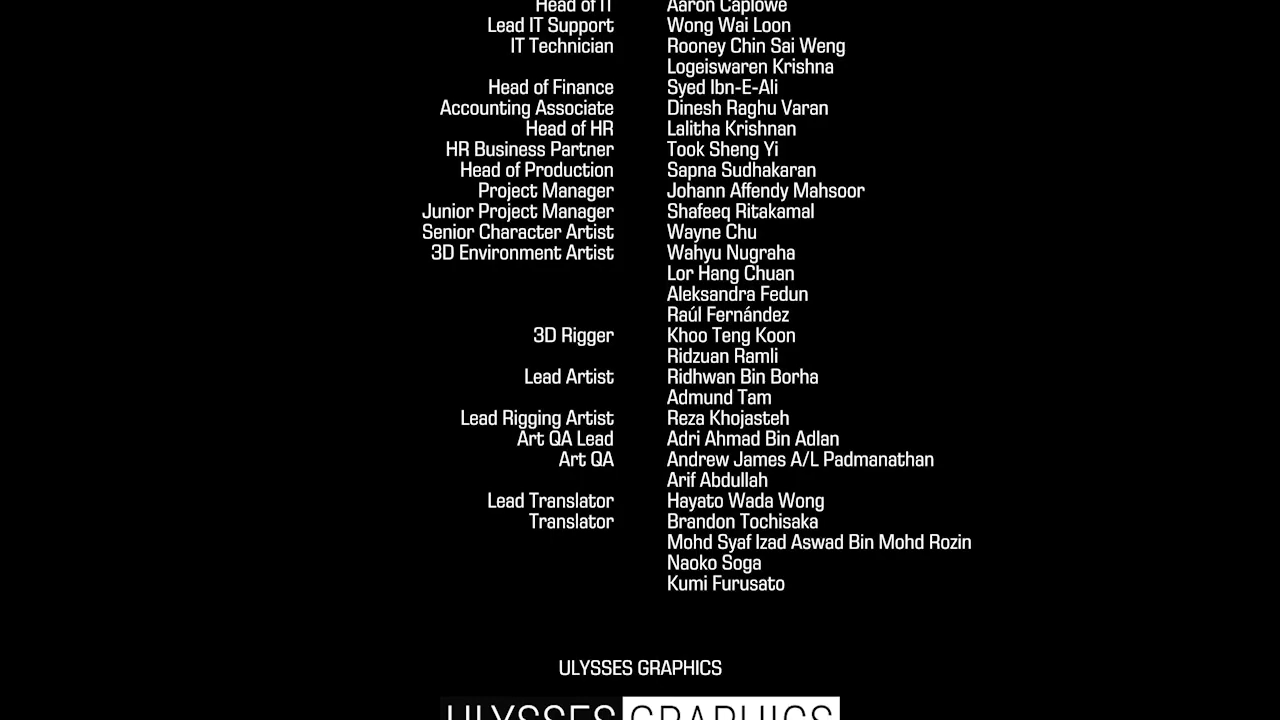 Head of IT Aaron Caplowe
Lead IT Support Wong Wai Loon
IT Technician Rooney Chin Sai Weng
Logeiswaren Krishna
Head of Finance Syed Ibn-E-Ali
Accounting Associate Dinesh Raghu Varan
Head of HR Lalitha Krishnan
HR Business Partner Took Sheng Yi
Head of Production Sapna Sudhakaran
Project Manager Johann Affendy Mahsoor
Junior Project Manager Shafeeq Ritakamal
Senior Character Artist Wayne Chu
3D Environment Artist Wahyu Nugraha
Lor Hang Chuan
Aleksandra Fedun
Raúl Fernández
3D Rigger Khoo Teng Koon
Ridzuan Ramli
Lead Artist Ridhwan Bin Borha
Admund Tam
Lead Rigging Artist Reza Khojasteh
Art QA Lead Adri Ahmad Bin Adlan
Art QA Andrew James A/L Padmanathan
Arif Abdullah
Lead Translator Hayato Wada Wong
Translator Brandon Tochisaka
Mohd Syaf Izad Aswad Bin Mohd Rozin
Naoko Soga
Kumi Furusato
ULYSSES GRAPHICS
ULYSSES GRAPHICS